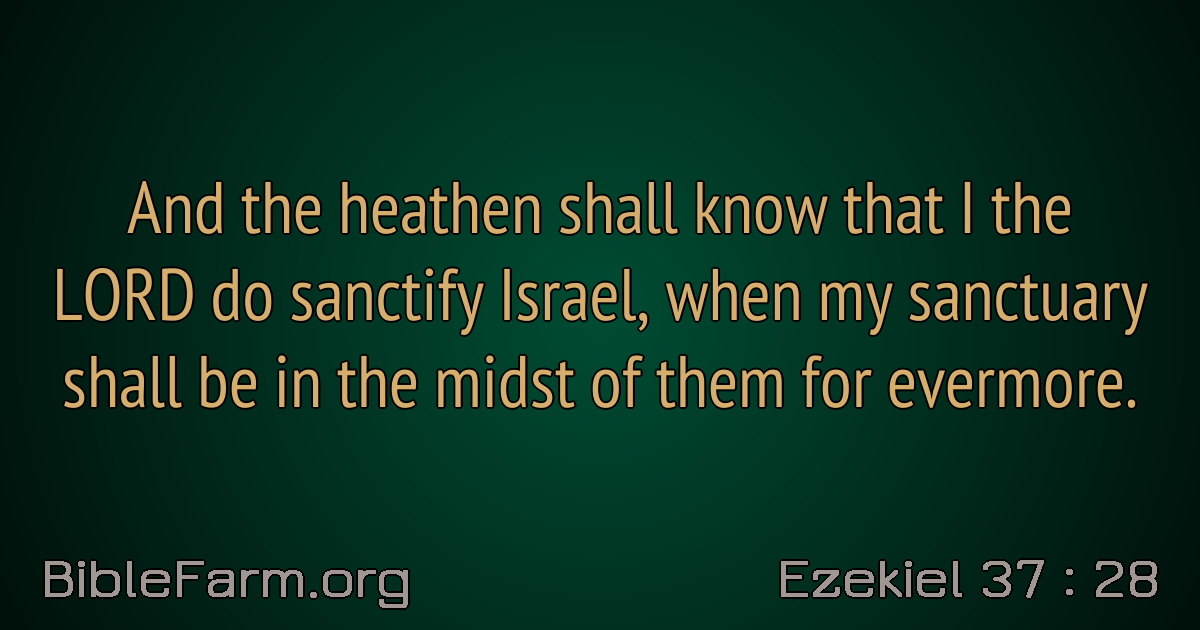 And the heathen shall know that I the
LORD do sanctify Israel, when my sanctuary
shall be in the midst of them for evermore.
BibleFarm.org
Ezekiel 37 : 28